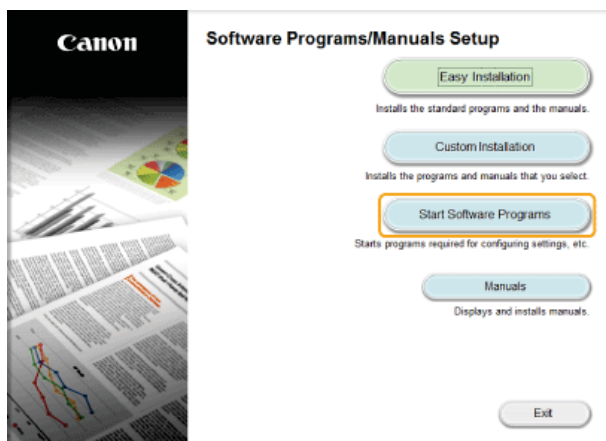 Canon
Software Programs/Manuals Setup
Easy Installation
Installs the standard programs and the manuals.
Custom Installation
Installs the programs and manuals that you select.
Start Software Programs
Starts programs required for configuring settings, etc.
Manuals
Displays and installs manuals.
Exit